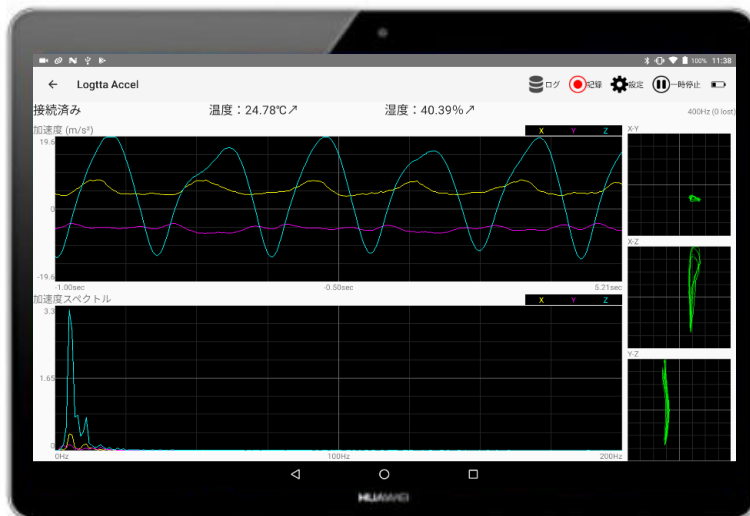 100% 11:38
Logtta Accel
ログ 記録 設定 一時停止
接続済み 温度：24.78℃↗ 湿度：40.39%↗ 400Hz (0 lost)
加速度 (m/s²) X Y Z X-Y
19.6
0
-19.6
-1.00sec -0.50sec 5.21sec
X-Z
加速度スペクトル X Y Z
3.3
1.65
0
0Hz 100Hz 200Hz
Y-Z
HUAWEI